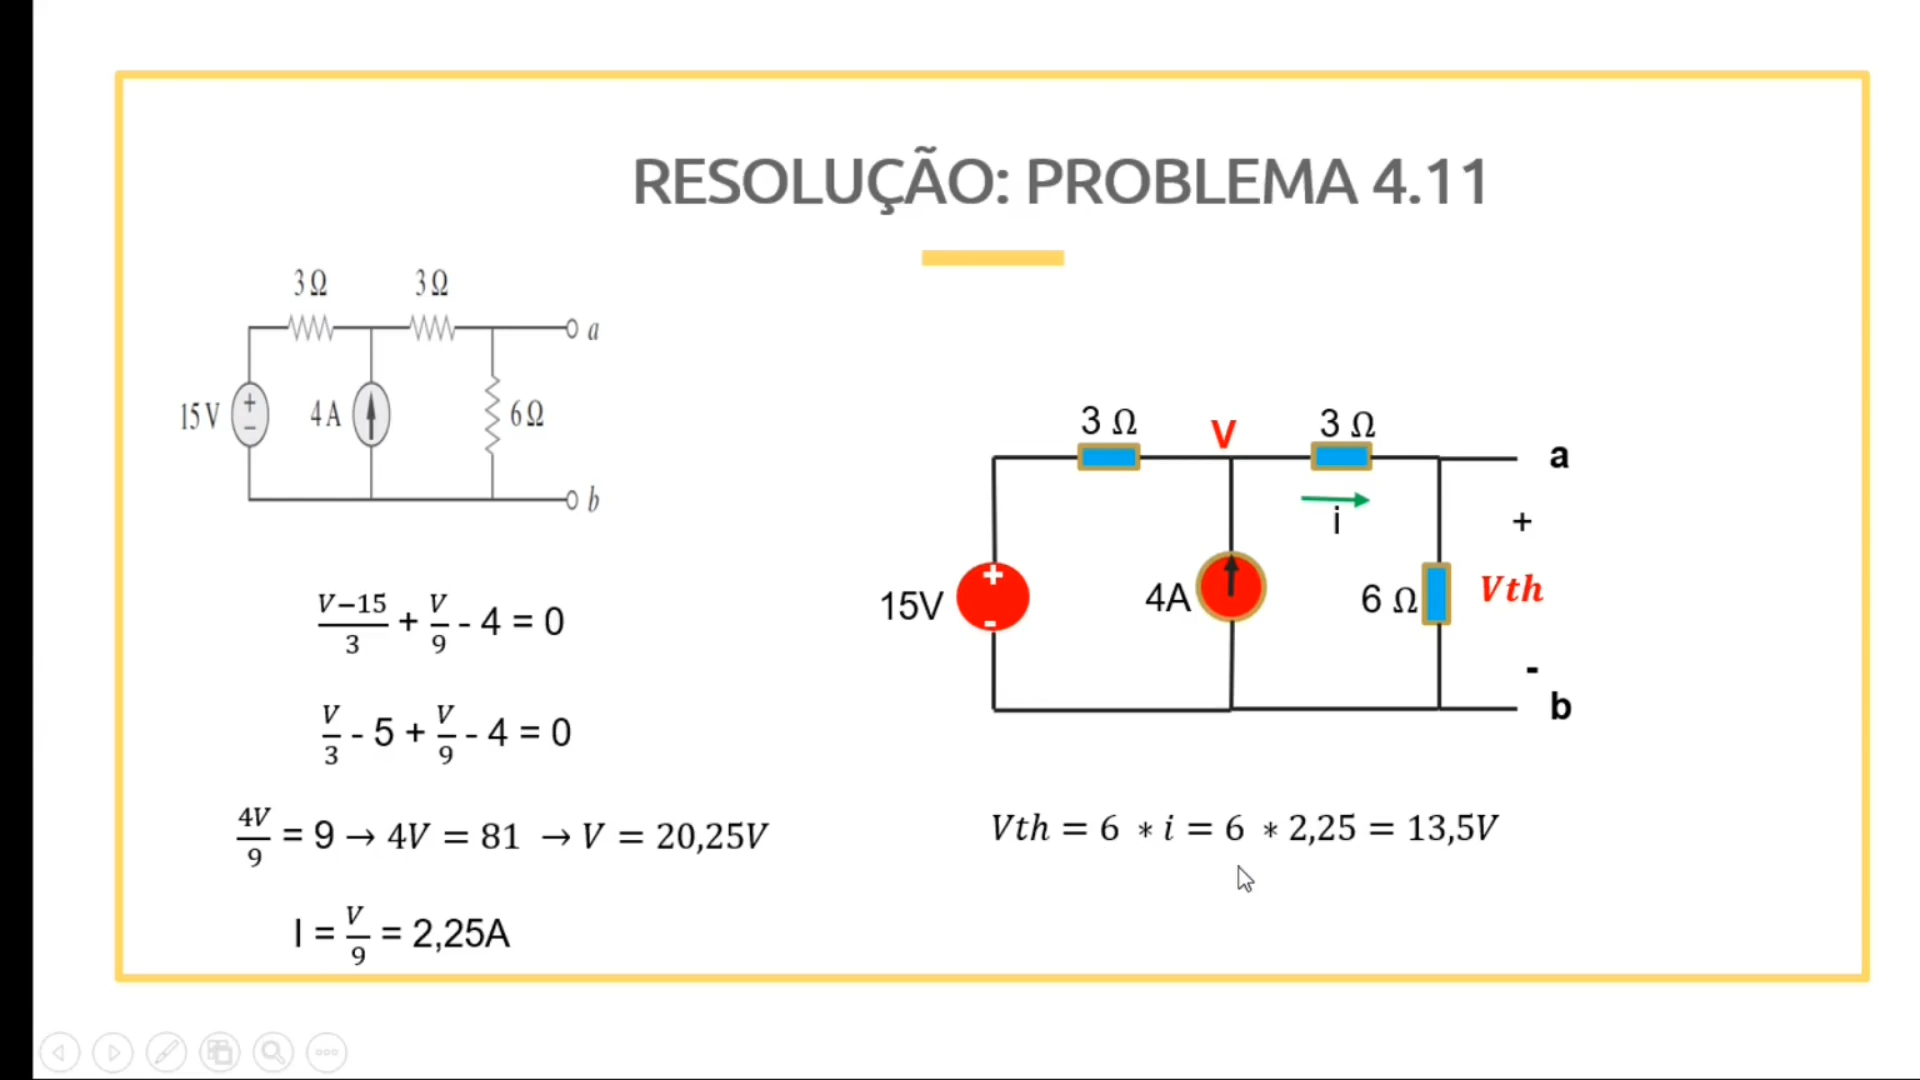 RESOLUÇÃO: PROBLEMA 4.11
3 Ω 3 Ω
a
15 V + − 4 A 6 Ω
b
3 Ω V 3 Ω
a
i
+
15V + - 4A 6 Ω Vth
-
b
V−15/3 + V/9 - 4 = 0
V/3 - 5 + V/9 - 4 = 0
4V/9 = 9 → 4V = 81 → V = 20,25V
I = V/9 = 2,25A
Vth = 6 ∗ i = 6 ∗ 2,25 = 13,5V